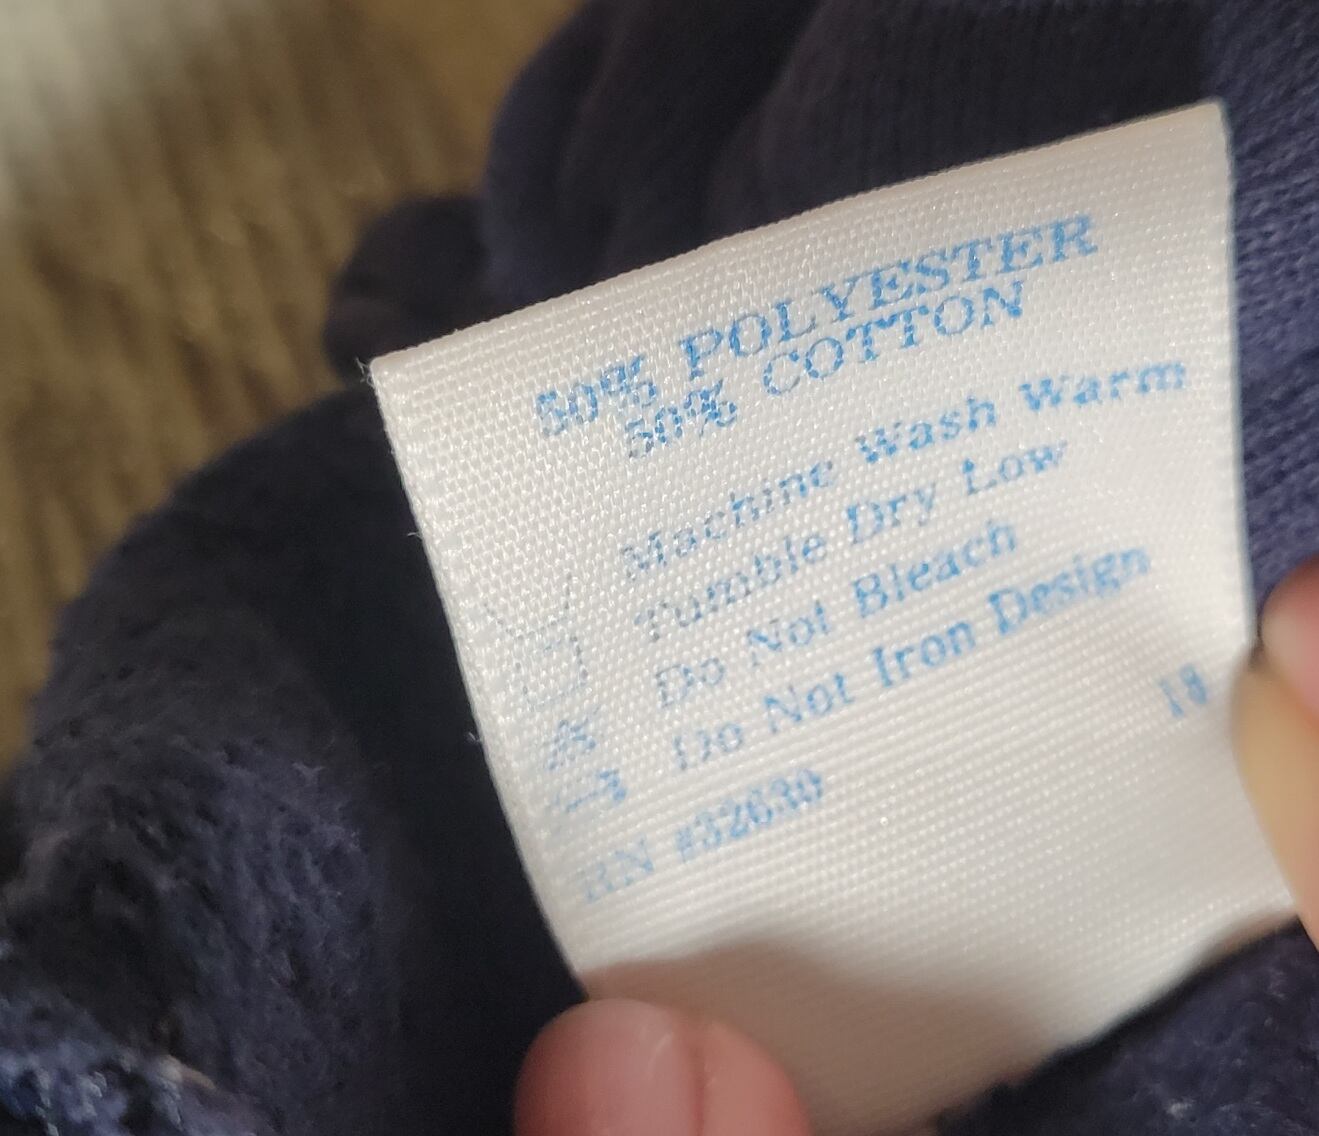 50% POLYESTER
50% COTTON
Machine Wash Warm
Tumble Dry Low
Do Not Bleach
Do Not Iron Design
18
RN #32630